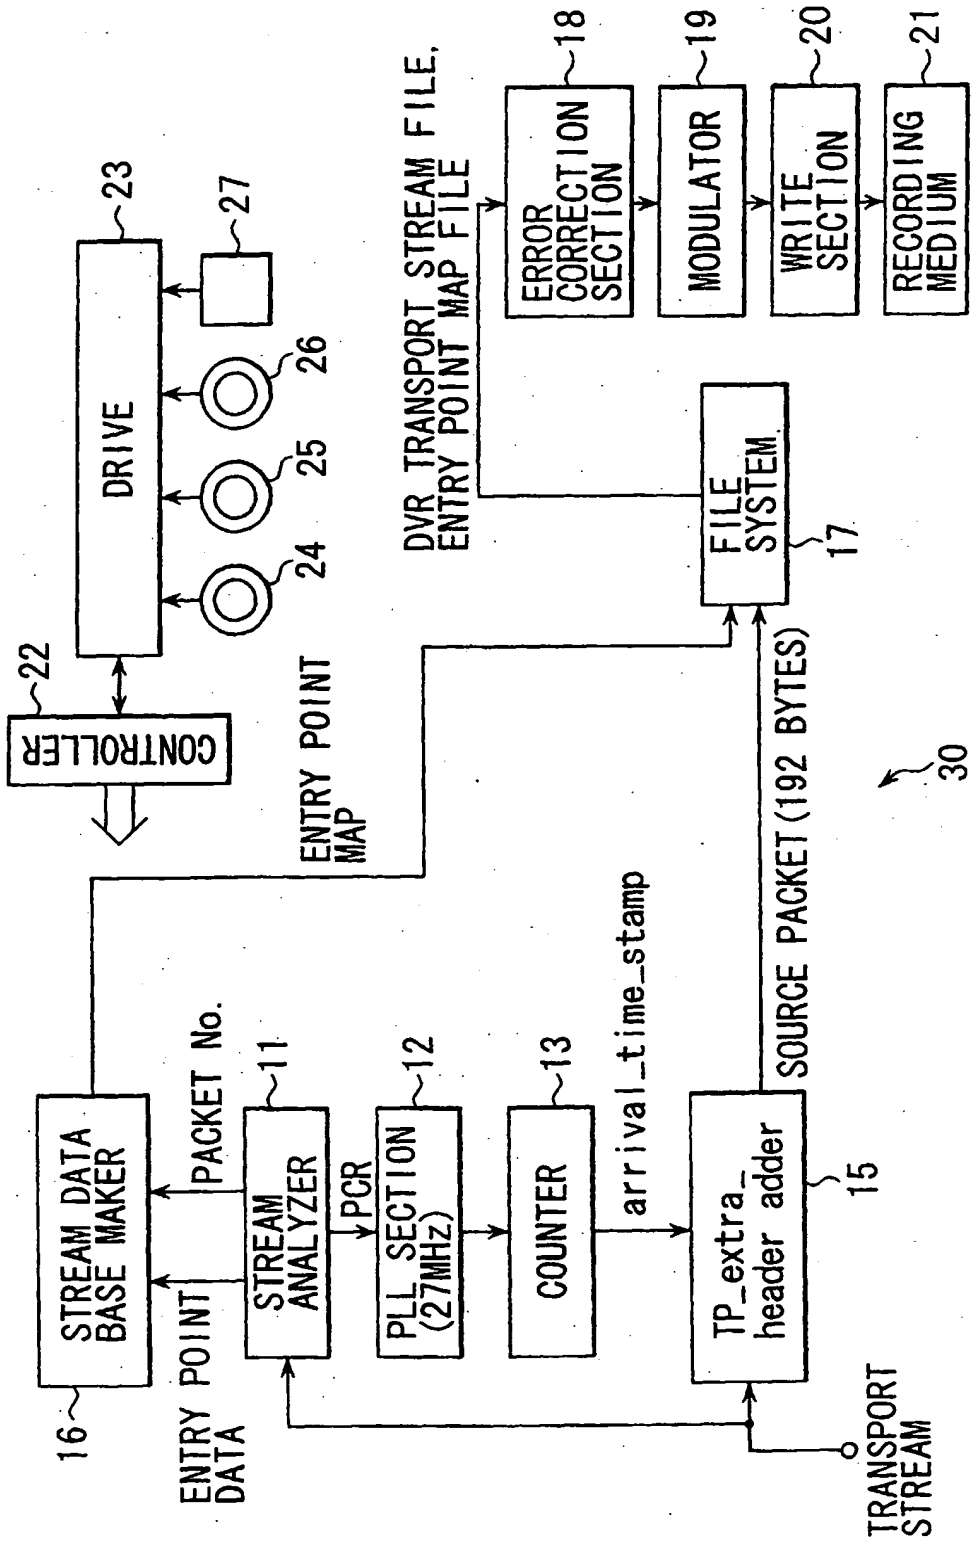 16
STREAM DATA
BASE MAKER
ENTRY POINT
DATA
PACKET No.
STREAM
ANALYZER
11
PCR
PLL SECTION
(27MHz)
12
COUNTER
13
arrival_time_stamp
TP_extra_
header adder
15
TRANSPORT
STREAM
SOURCE PACKET(192 BYTES)
ENTRY POINT
MAP
CONTROLLER
22
DRIVE
23
24
25
26
27
FILE
SYSTEM
17
DVR TRANSPORT STREAM FILE,
ENTRY POINT MAP FILE
ERROR
CORRECTION
SECTION
18
MODULATOR
19
WRITE
SECTION
20
RECORDING
MEDIUM
21
30